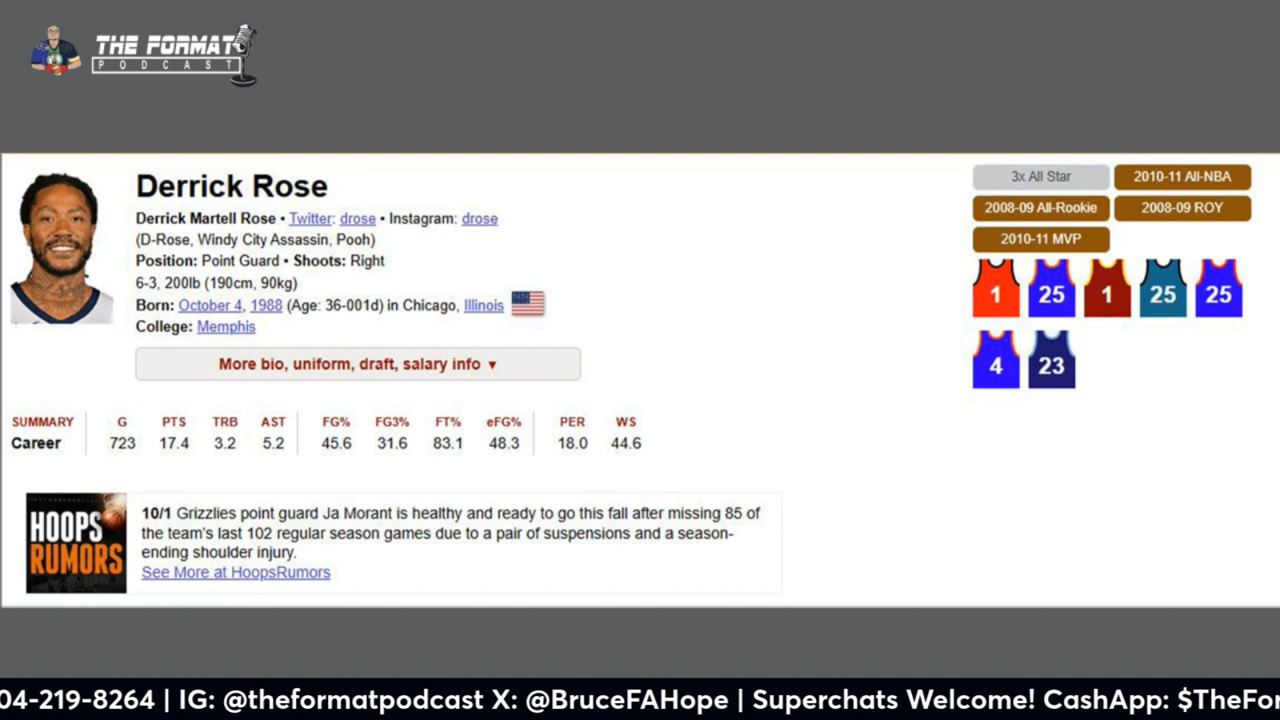 THE FORMAT
PODCAST
Derrick Rose
Derrick Martell Rose • Twitter: drose • Instagram: drose
(D-Rose, Windy City Assassin, Pooh)
Position: Point Guard • Shoots: Right
6-3, 200lb (190cm, 90kg)
Born: October 4, 1988 (Age: 36-001d) in Chicago, Illinois
College: Memphis
More bio, uniform, draft, salary info ▼
3x All Star 2010-11 All-NBA
2008-09 All-Rookie 2008-09 ROY
2010-11 MVP
1 25 1 25 25
4 23
SUMMARY G PTS TRB AST FG% FG3% FT% eFG% PER WS
Career 723 17.4 3.2 5.2 45.6 31.6 83.1 48.3 18.0 44.6
HOOPS
RUMORS
10/1 Grizzlies point guard Ja Morant is healthy and ready to go this fall after missing 85 of
the team's last 102 regular season games due to a pair of suspensions and a season-
ending shoulder injury.
See More at HoopsRumors
04-219-8264 | IG: @theformatpodcast X: @BruceFAHope | Superchats Welcome! CashApp: $TheFor